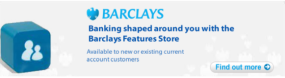 BARCLAYS
Banking shaped around you with the
Barclays Features Store
Available to new or existing current
account customers
Find out more